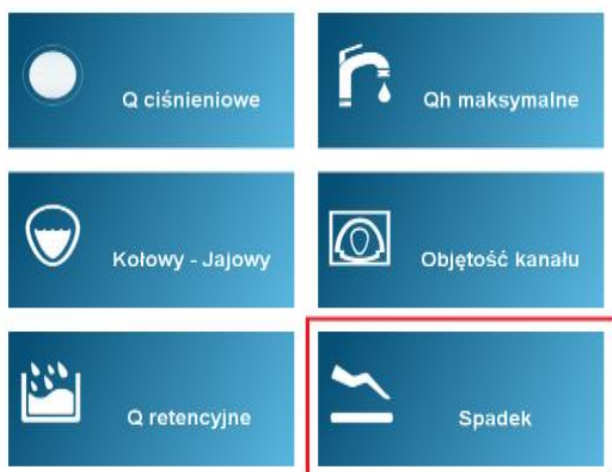 Q ciśnieniowe
Qh maksymalne
Kołowy - Jajowy
Objętość kanału
Q retencyjne
Spadek